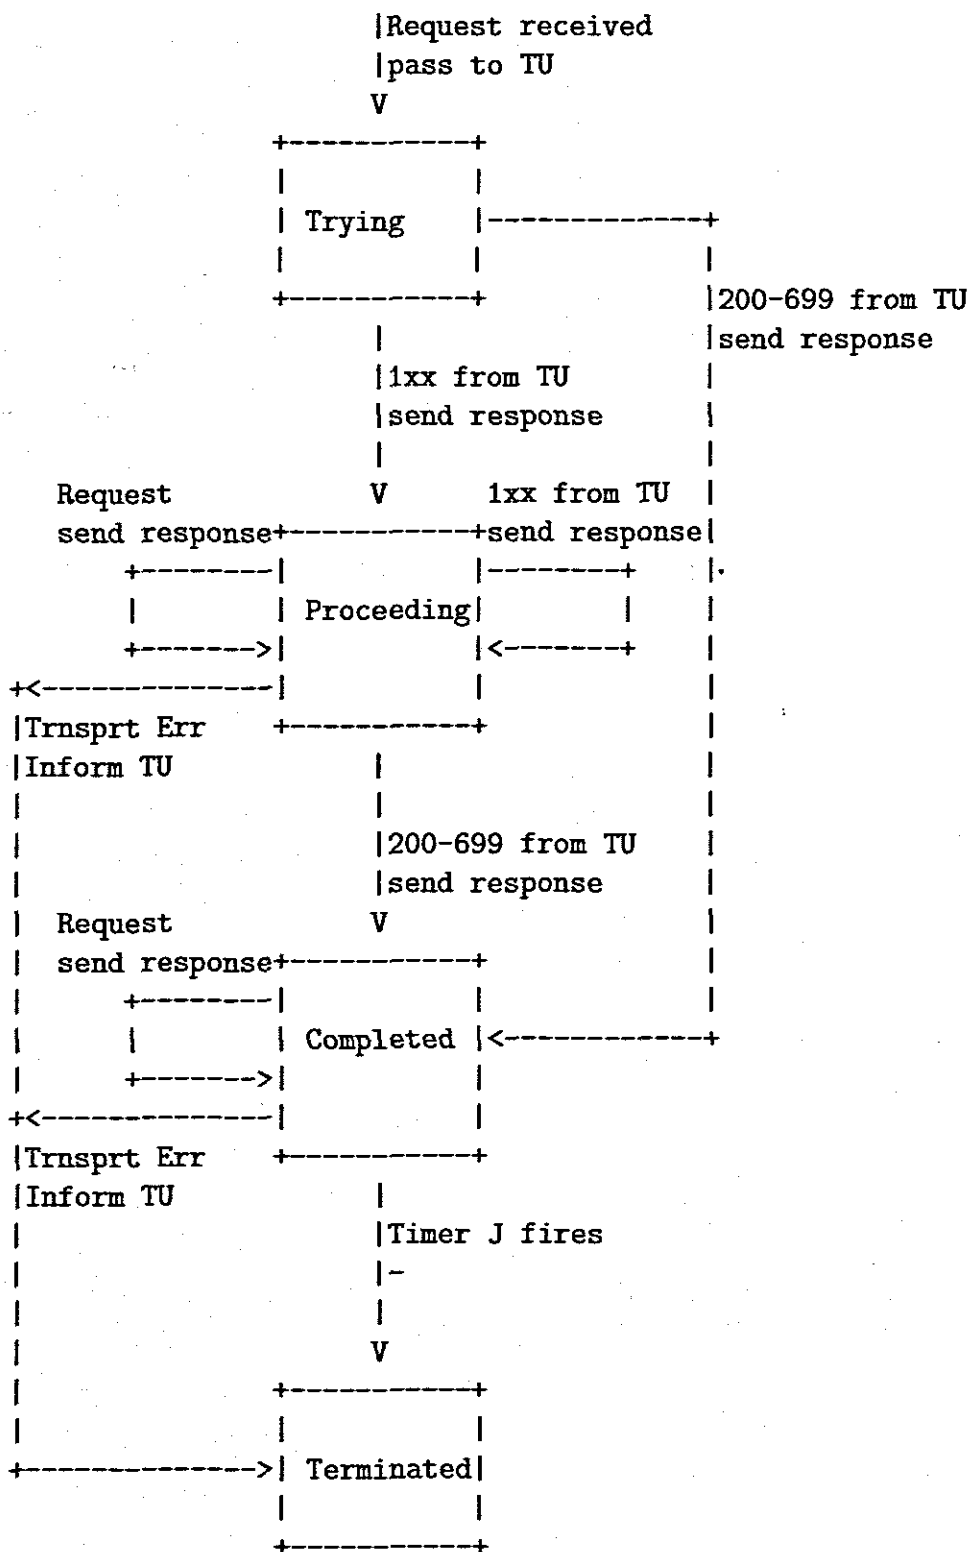 Request received
pass to TU
V
Trying
200-699 from TU
send response
1xx from TU
send response
Request V 1xx from TU
send response send response
Proceeding
Trnsprt Err
Inform TU
200-699 from TU
send response
Request V
send response
Completed
Trnsprt Err
Inform TU
Timer J fires
-
V
Terminated